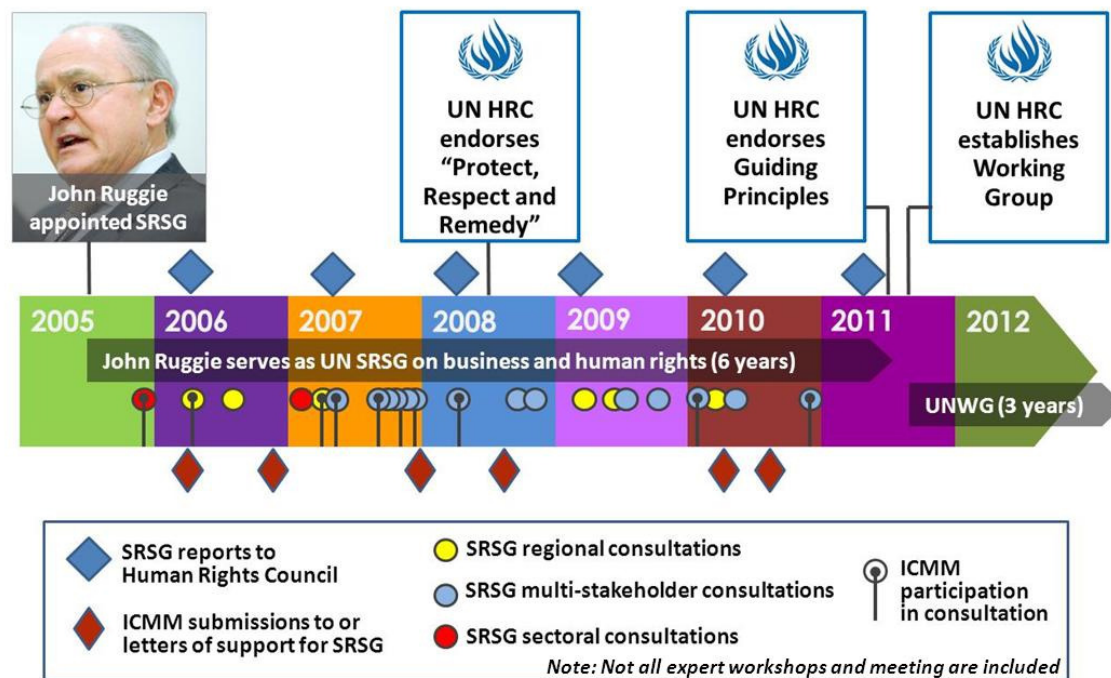 John Ruggie
appointed SRSG
UN HRC
endorses
“Protect,
Respect and
Remedy”
UN HRC
endorses
Guiding
Principles
UN HRC
establishes
Working
Group
2005
2006
2007
2008
2009
2010
2011
2012
John Ruggie serves as UN SRSG on business and human rights (6 years)
UNWG (3 years)
SRSG reports to
Human Rights Council
ICMM submissions to or
letters of support for SRSG
SRSG regional consultations
SRSG multi-stakeholder consultations
SRSG sectoral consultations
ICMM
participation
in consultation
Note: Not all expert workshops and meeting are included